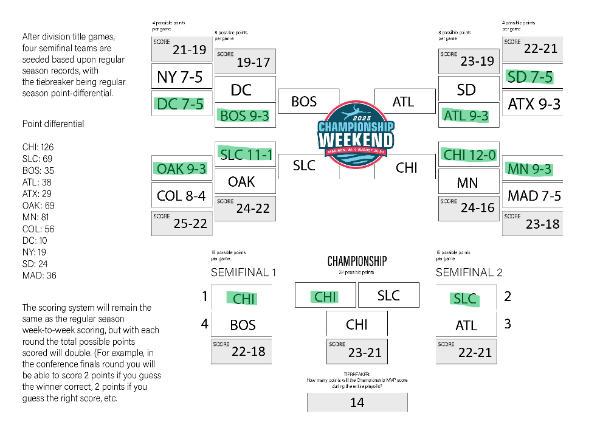 After division title games,
four semifinal teams are
seeded based upon regular
season records, with
the tiebreaker being regular
season point-differential.
Point differential
CHI: 126
SLC: 69
BOS: 35
ATL: 38
ATX: 29
OAK: 69
MN: 81
COL: 56
DC: 10
NY: 19
SD: 24
MAD: 36
The scoring system will remain the
same as the regular season
week-to-week scoring, but with each
round the total possible points
scored will double. (For example, in
the conference finals round you will
be able to score 2 points if you guess
the winner correct, 2 points if you
guess the right score, etc.
4 possible points
per game
SCORE
21-19
NY 7-5
DC 7-5
OAK 9-3
COL 8-4
SCORE
25-22
8 possible points
per game
SCORE
19-17
DC
BOS 9-3
SLC 11-1
OAK
SCORE
24-22
BOS
SLC
2023
CHAMPIONSHIP
WEEKEND
ATL
CHI
8 possible points
per game
SCORE
23-19
SD
ATL 9-3
CHI 12-0
MN
SCORE
24-16
4 possible points
per game
SCORE
22-21
SD 7-5
ATX 9-3
MN 9-3
MAD 7-5
SCORE
23-18
16 possible points
per game
SEMIFINAL 1
1 CHI
4 BOS
SCORE
22-18
CHAMPIONSHIP
32 possible points
CHI SLC
CHI
SCORE
23-21
16 possible points
per game
SEMIFINAL 2
SLC 2
ATL 3
SCORE
22-21
TIEBREAKER:
How many points will the Championship MVP score
during the entire playoffs?
14